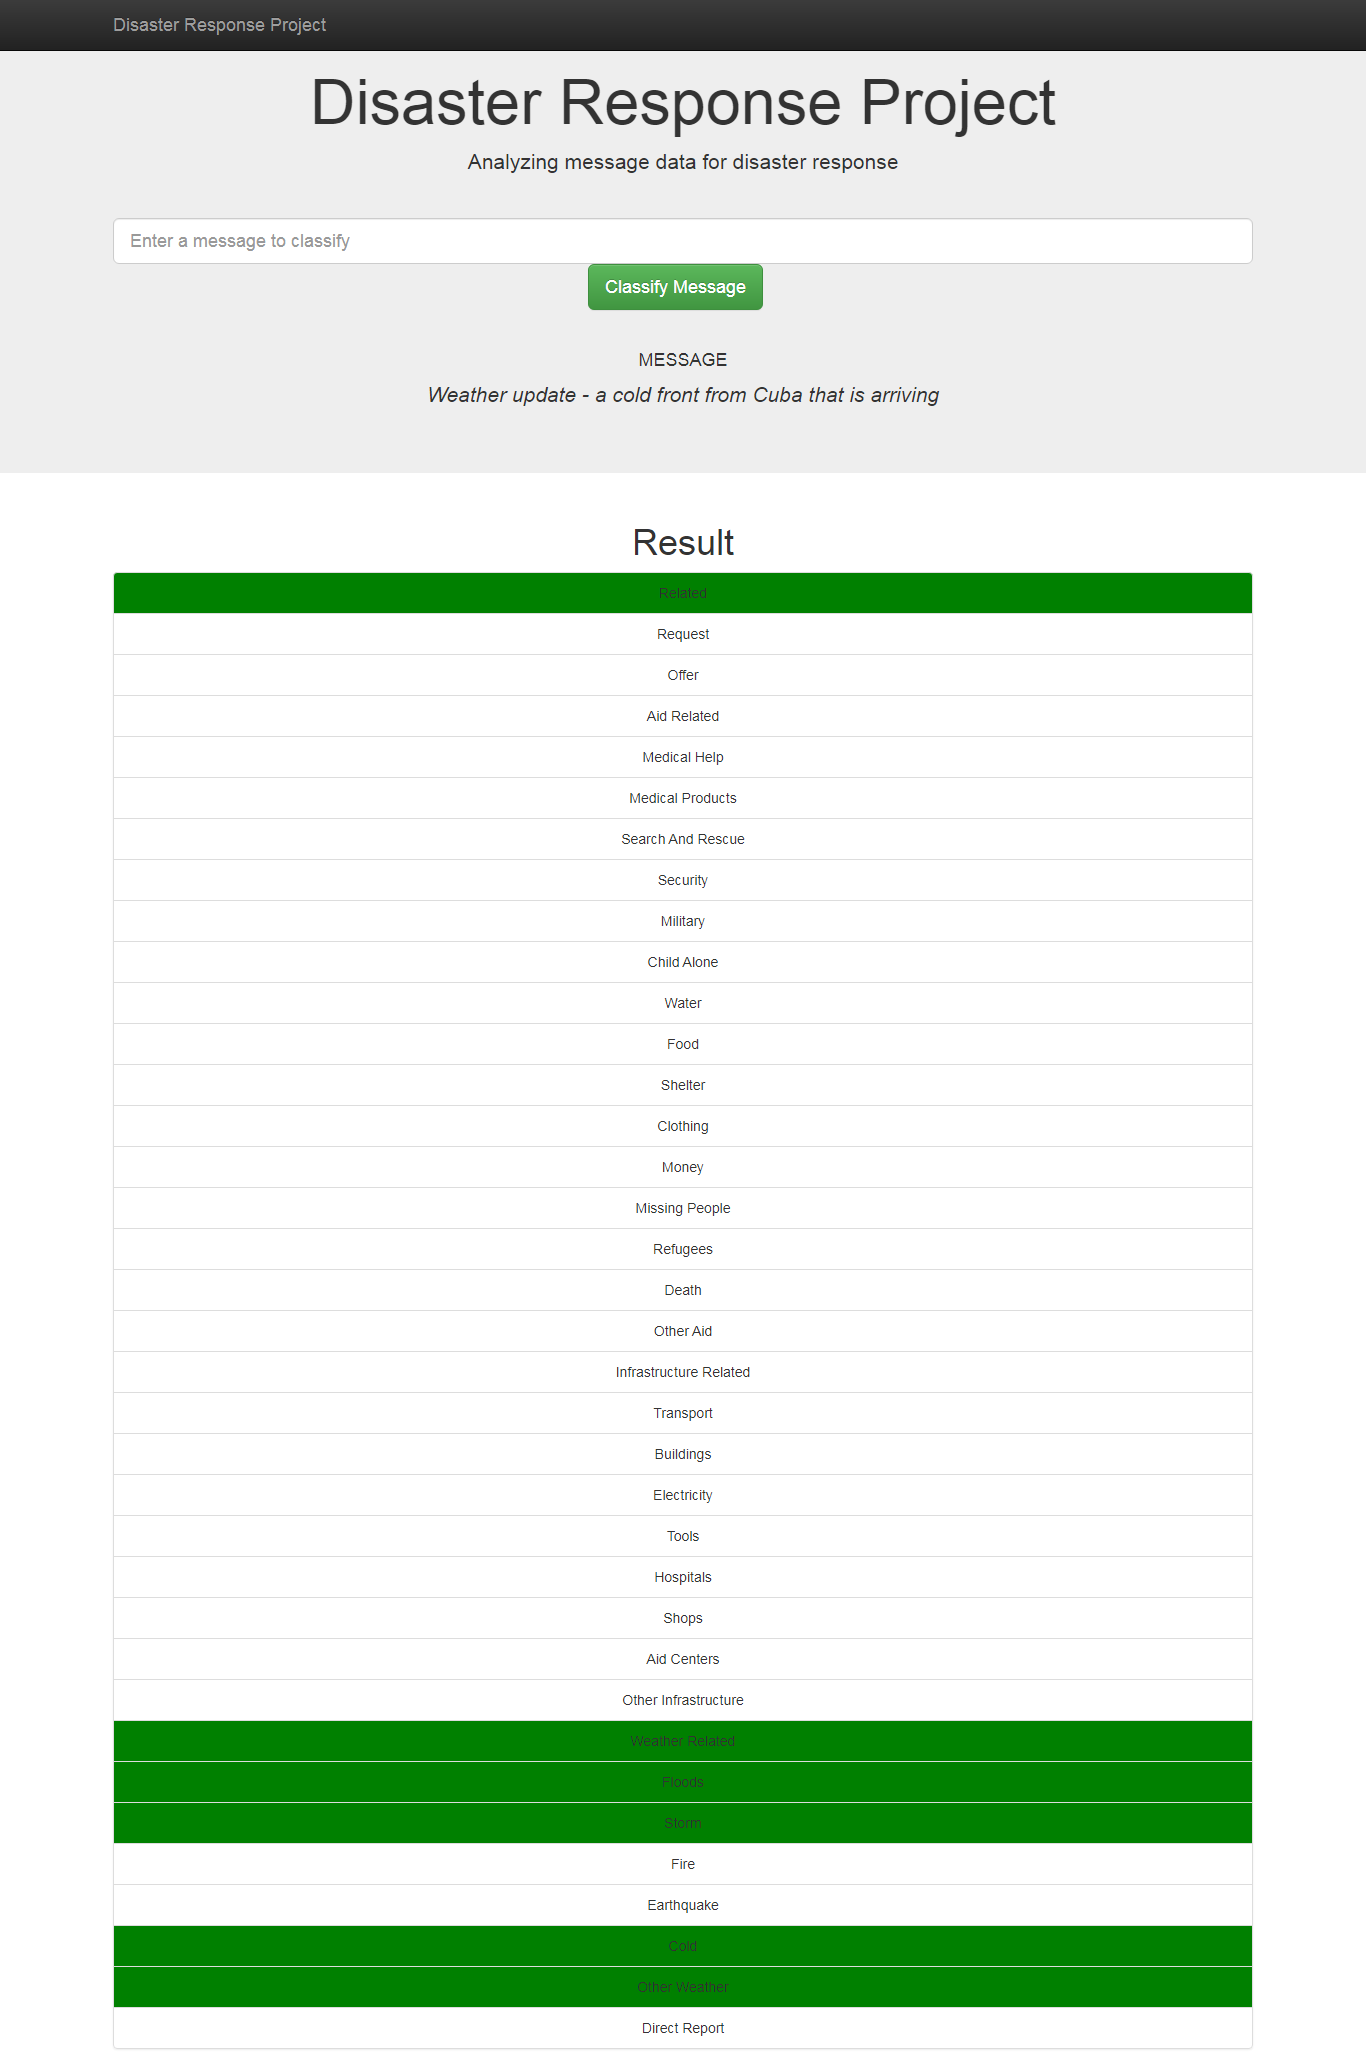 Disaster Response Project
Disaster Response Project
Analyzing message data for disaster response
Enter a message to classify
Classify Message
MESSAGE
Weather update - a cold front from Cuba that is arriving
Result
Related
Request
Offer
Aid Related
Medical Help
Medical Products
Search And Rescue
Security
Military
Child Alone
Water
Food
Shelter
Clothing
Money
Missing People
Refugees
Death
Other Aid
Infrastructure Related
Transport
Buildings
Electricity
Tools
Hospitals
Shops
Aid Centers
Other Infrastructure
Weather Related
Floods
Storm
Fire
Earthquake
Cold
Other Weather
Direct Report